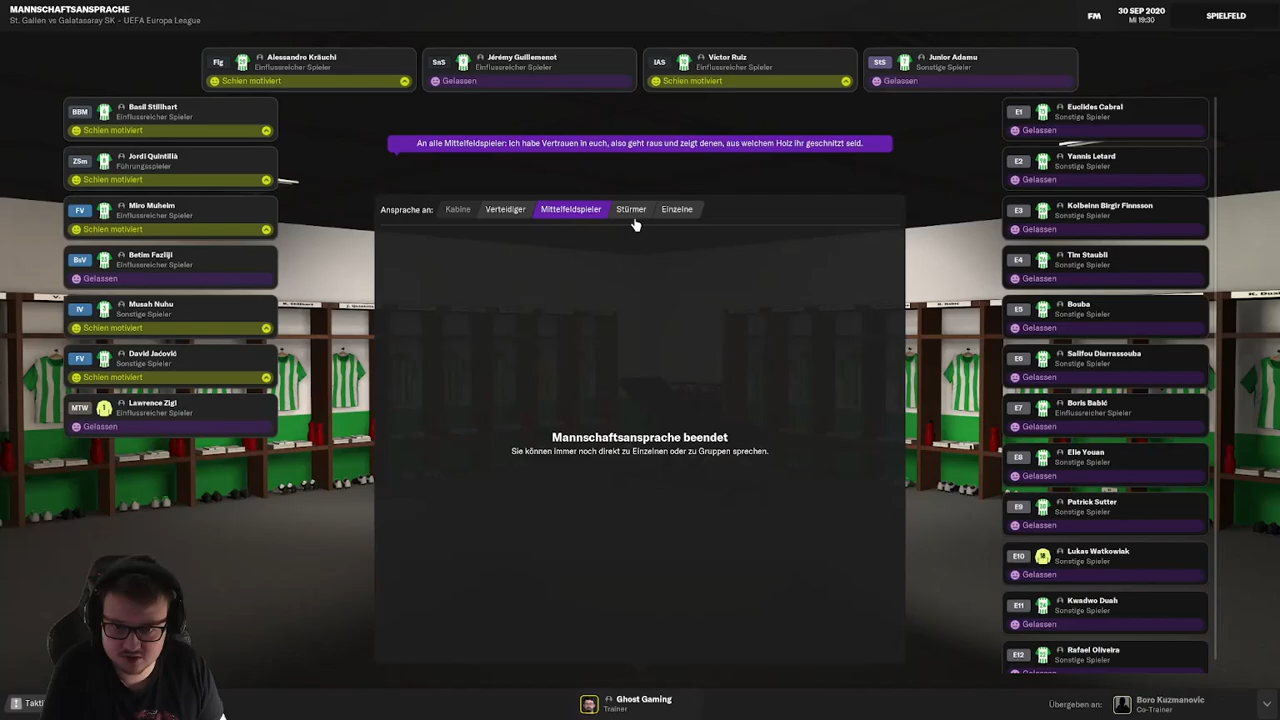 MANNSCHAFTSANSPRACHE
St. Gallen vs Galatasaray SK - UEFA Europa League
FM
30 SEP 2020
Mi 19:30
SPIELFELD
Flg
Alessandro Kräuchi
Einflussreicher Spieler
Schien motiviert
SnS
Jérémy Guillemenot
Einflussreicher Spieler
Gelassen
IAS
Víctor Ruiz
Einflussreicher Spieler
Schien motiviert
StS
Junior Adamu
Sonstige Spieler
Gelassen
BBM
Basil Stillhart
Einflussreicher Spieler
Schien motiviert
ZSm
Jordi Quintillà
Führungsspieler
Schien motiviert
FV
Miro Muheim
Einflussreicher Spieler
Schien motiviert
BsV
Betim Fazliji
Einflussreicher Spieler
Gelassen
IV
Musah Nuhu
Sonstige Spieler
Schien motiviert
FV
David Jaćović
Sonstige Spieler
Schien motiviert
MTW
Lawrence Zigi
Einflussreicher Spieler
Gelassen
An alle Mittelfeldspieler: Ich habe Vertrauen in euch, also geht raus und zeigt denen, aus welchem Holz ihr geschnitzt seid.
Ansprache an: Kabine Verteidiger Mittelfeldspieler Stürmer Einzelne
Mannschaftsansprache beendet
Sie können immer noch direkt zu Einzelnen oder zu Gruppen sprechen.
E1
Euclides Cabral
Sonstige Spieler
Gelassen
E2
Yannis Letard
Sonstige Spieler
Gelassen
E3
Kolbeinn Birgir Finnsson
Sonstige Spieler
Gelassen
E4
Tim Staubli
Sonstige Spieler
Gelassen
E5
Bouba
Sonstige Spieler
Gelassen
E6
Salifou Diarrassouba
Sonstige Spieler
Gelassen
E7
Boris Babić
Einflussreicher Spieler
Gelassen
E8
Elie Youan
Sonstige Spieler
Gelassen
E9
Patrick Sutter
Sonstige Spieler
Gelassen
E10
Lukas Watkowiak
Sonstige Spieler
Gelassen
E11
Kwadwo Duah
Sonstige Spieler
Gelassen
E12
Rafael Oliveira
Sonstige Spieler
Takti
Ghost Gaming
Trainer
Übergeben an:
Boro Kuzmanovic
Co-Trainer